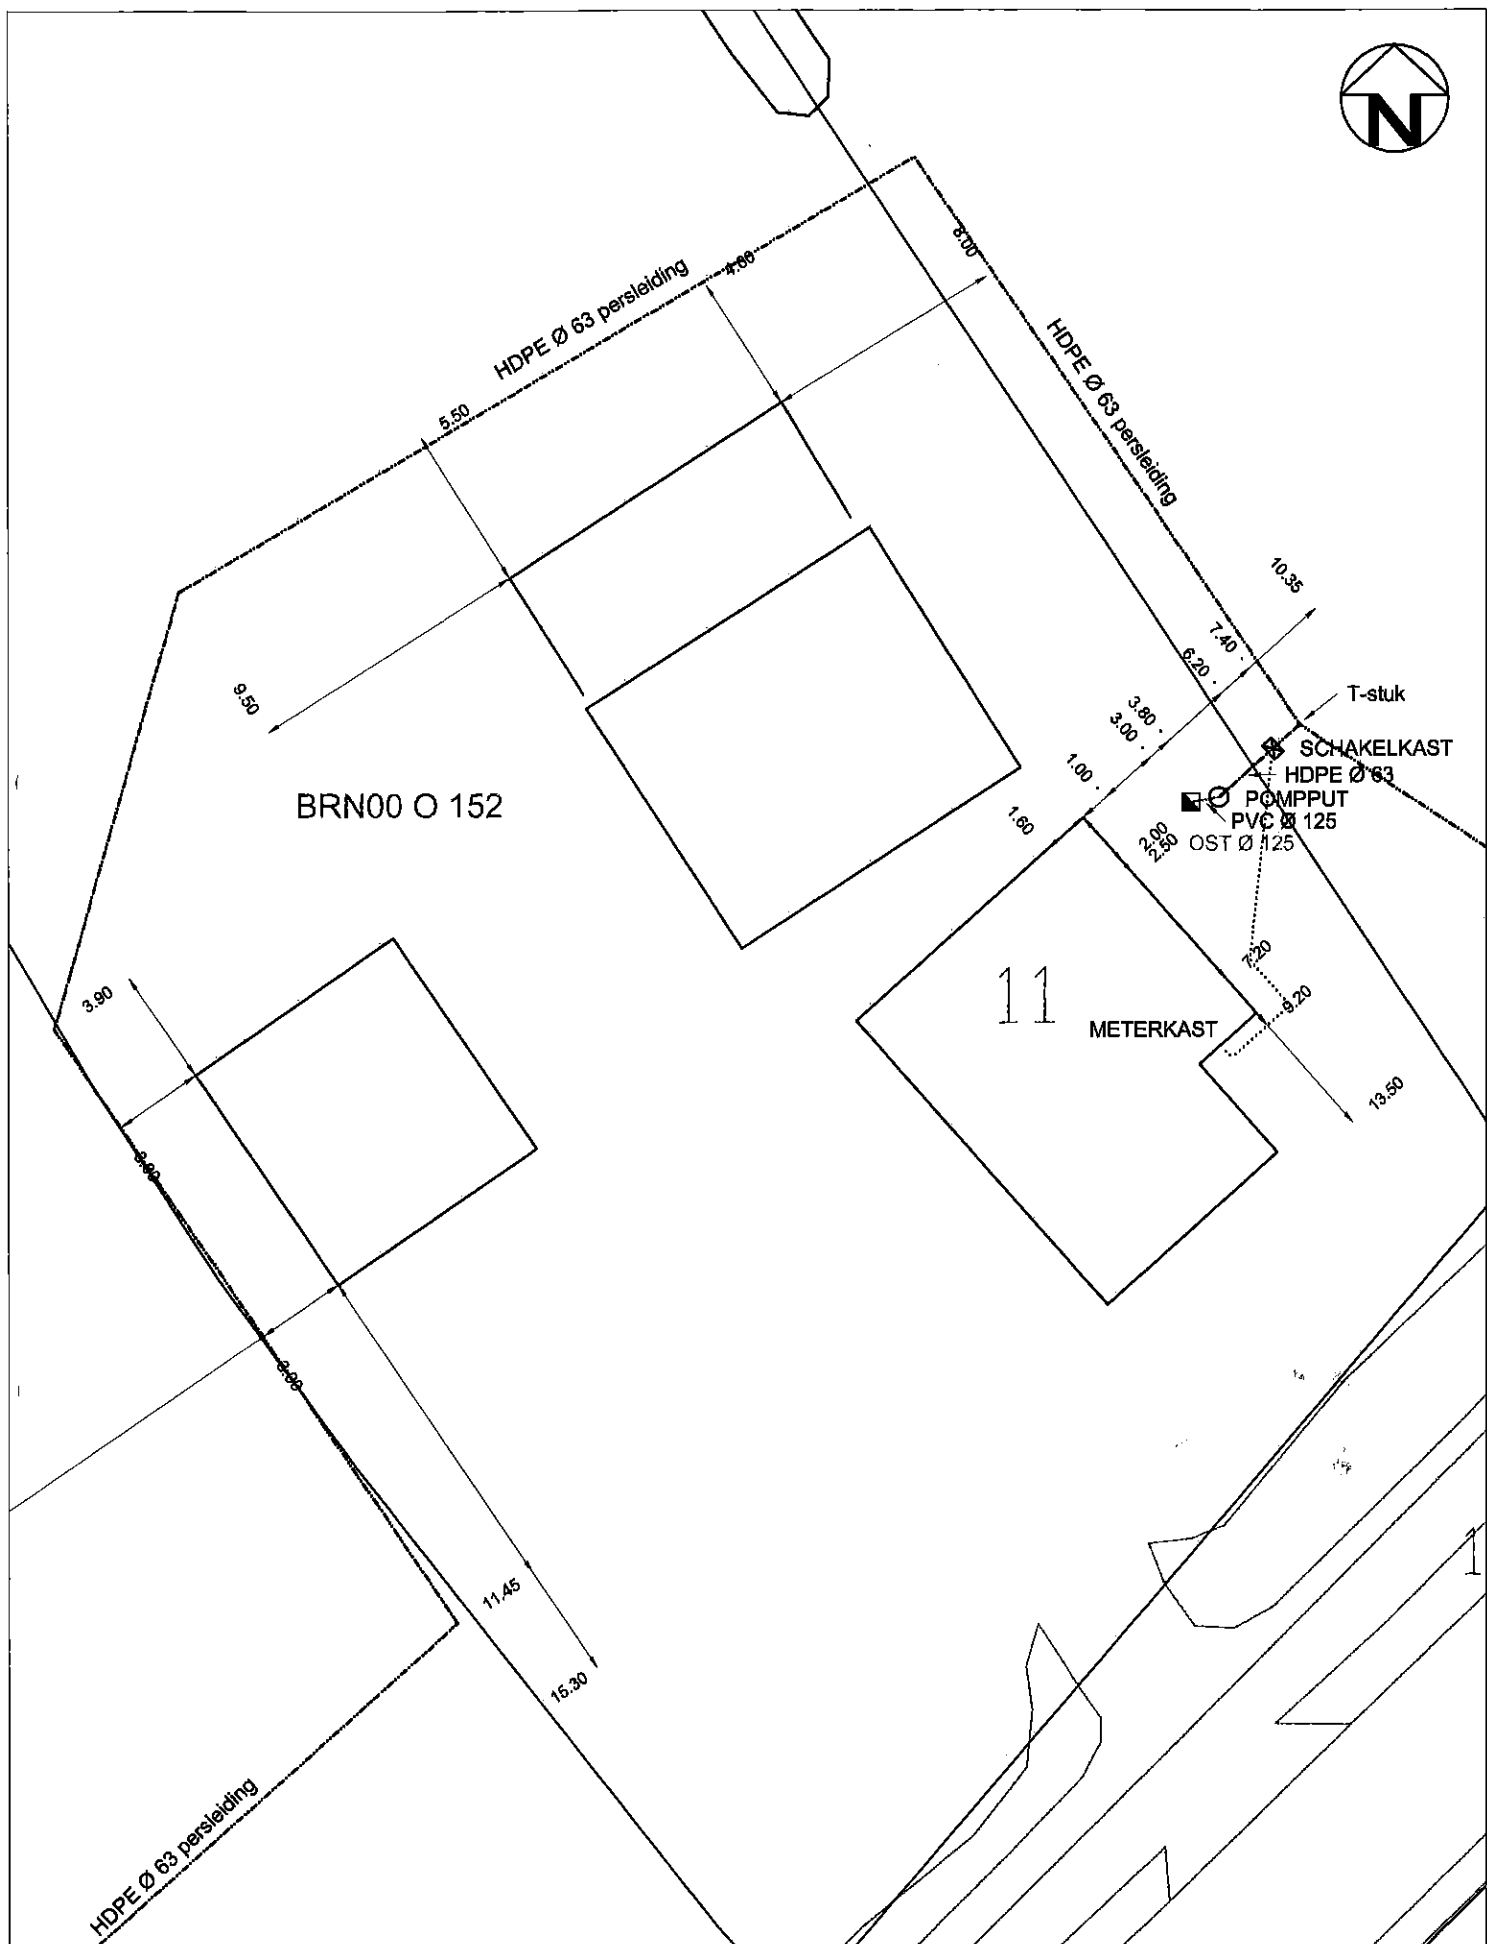 N
8.00
4.60
HDPE Ø 63 persleiding
HDPE Ø 63 persleiding
5.50
10.35
7.40
6.20
9.50
T-stuk
3.80
3.00
SCHAKELKAST
HDPE Ø 63
1.00
BRN00 O 152
POMPPUT
1.60
PVC Ø 125
2.00
OST Ø 125
2.50
7.20
3.90
11
9.20
METERKAST
13.50
11.45
15.30
1
HDPE Ø 63 persleiding